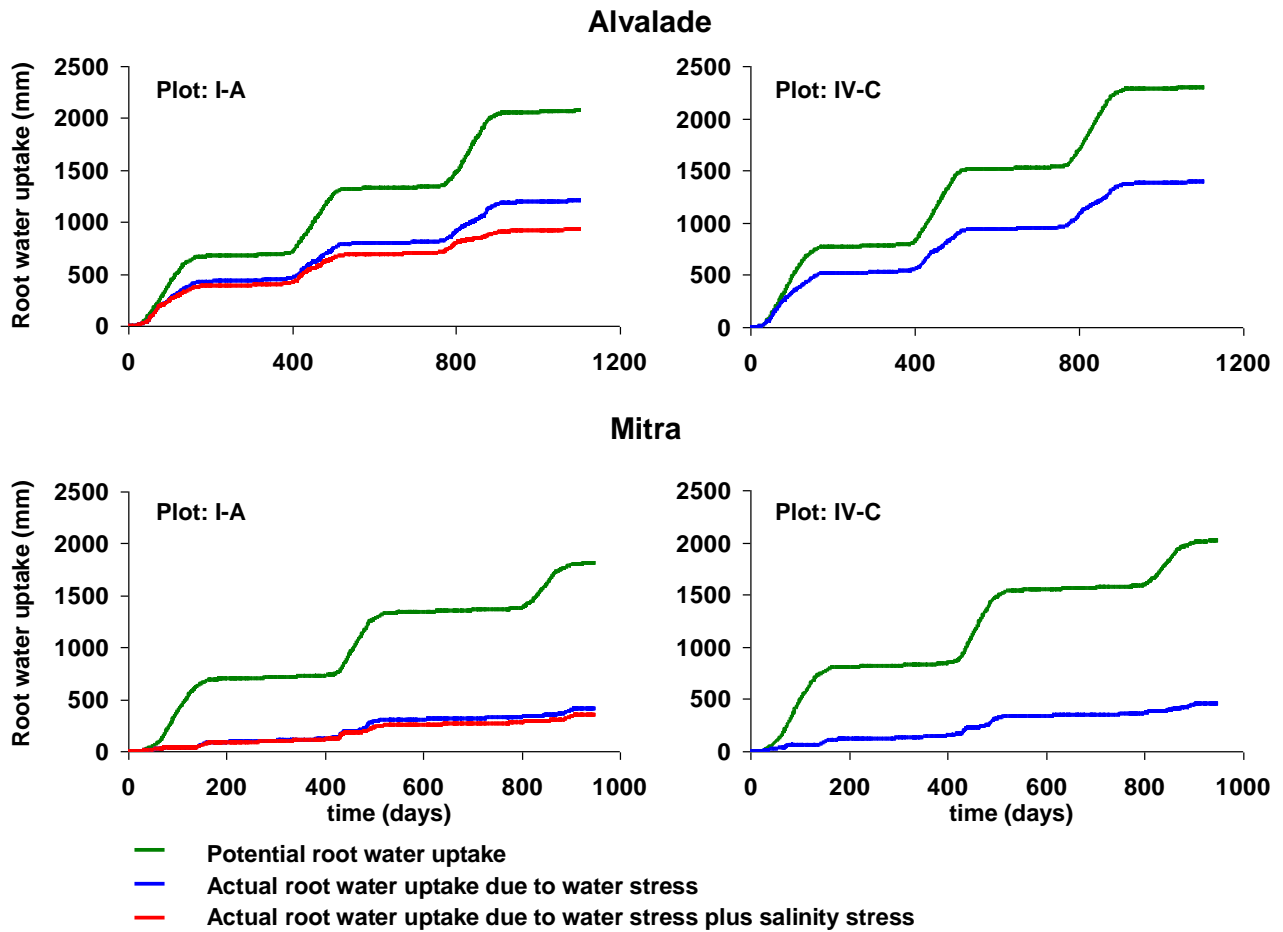 Alvalade
Root water uptake (mm)
2500
2000
1500
1000
500
0
Plot: I-A
0 400 800 1200
2500
2000
1500
1000
500
0
Plot: IV-C
0 400 800 1200
Mitra
Root water uptake (mm)
2500
2000
1500
1000
500
0
Plot: I-A
0 200 400 600 800 1000
time (days)
2500
2000
1500
1000
500
0
Plot: IV-C
0 200 400 600 800 1000
time (days)
Potential root water uptake
Actual root water uptake due to water stress
Actual root water uptake due to water stress plus salinity stress